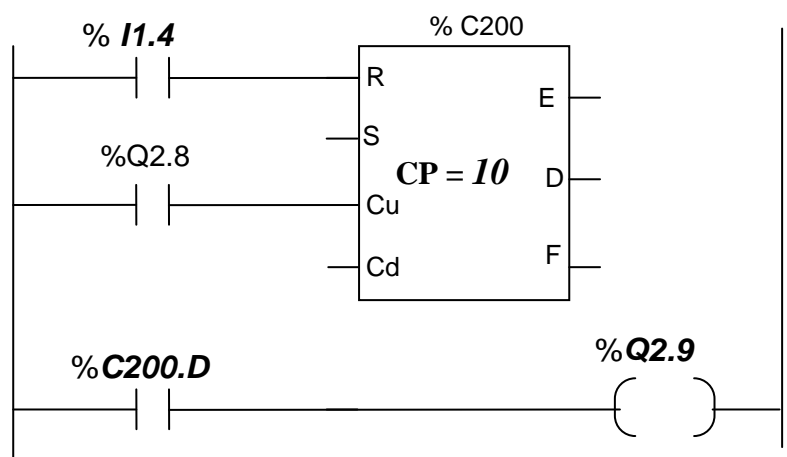 % I1.4
% C200
R
E
S
%Q2.8
CP = 10
D
Cu
Cd
F
%C200.D
%Q2.9